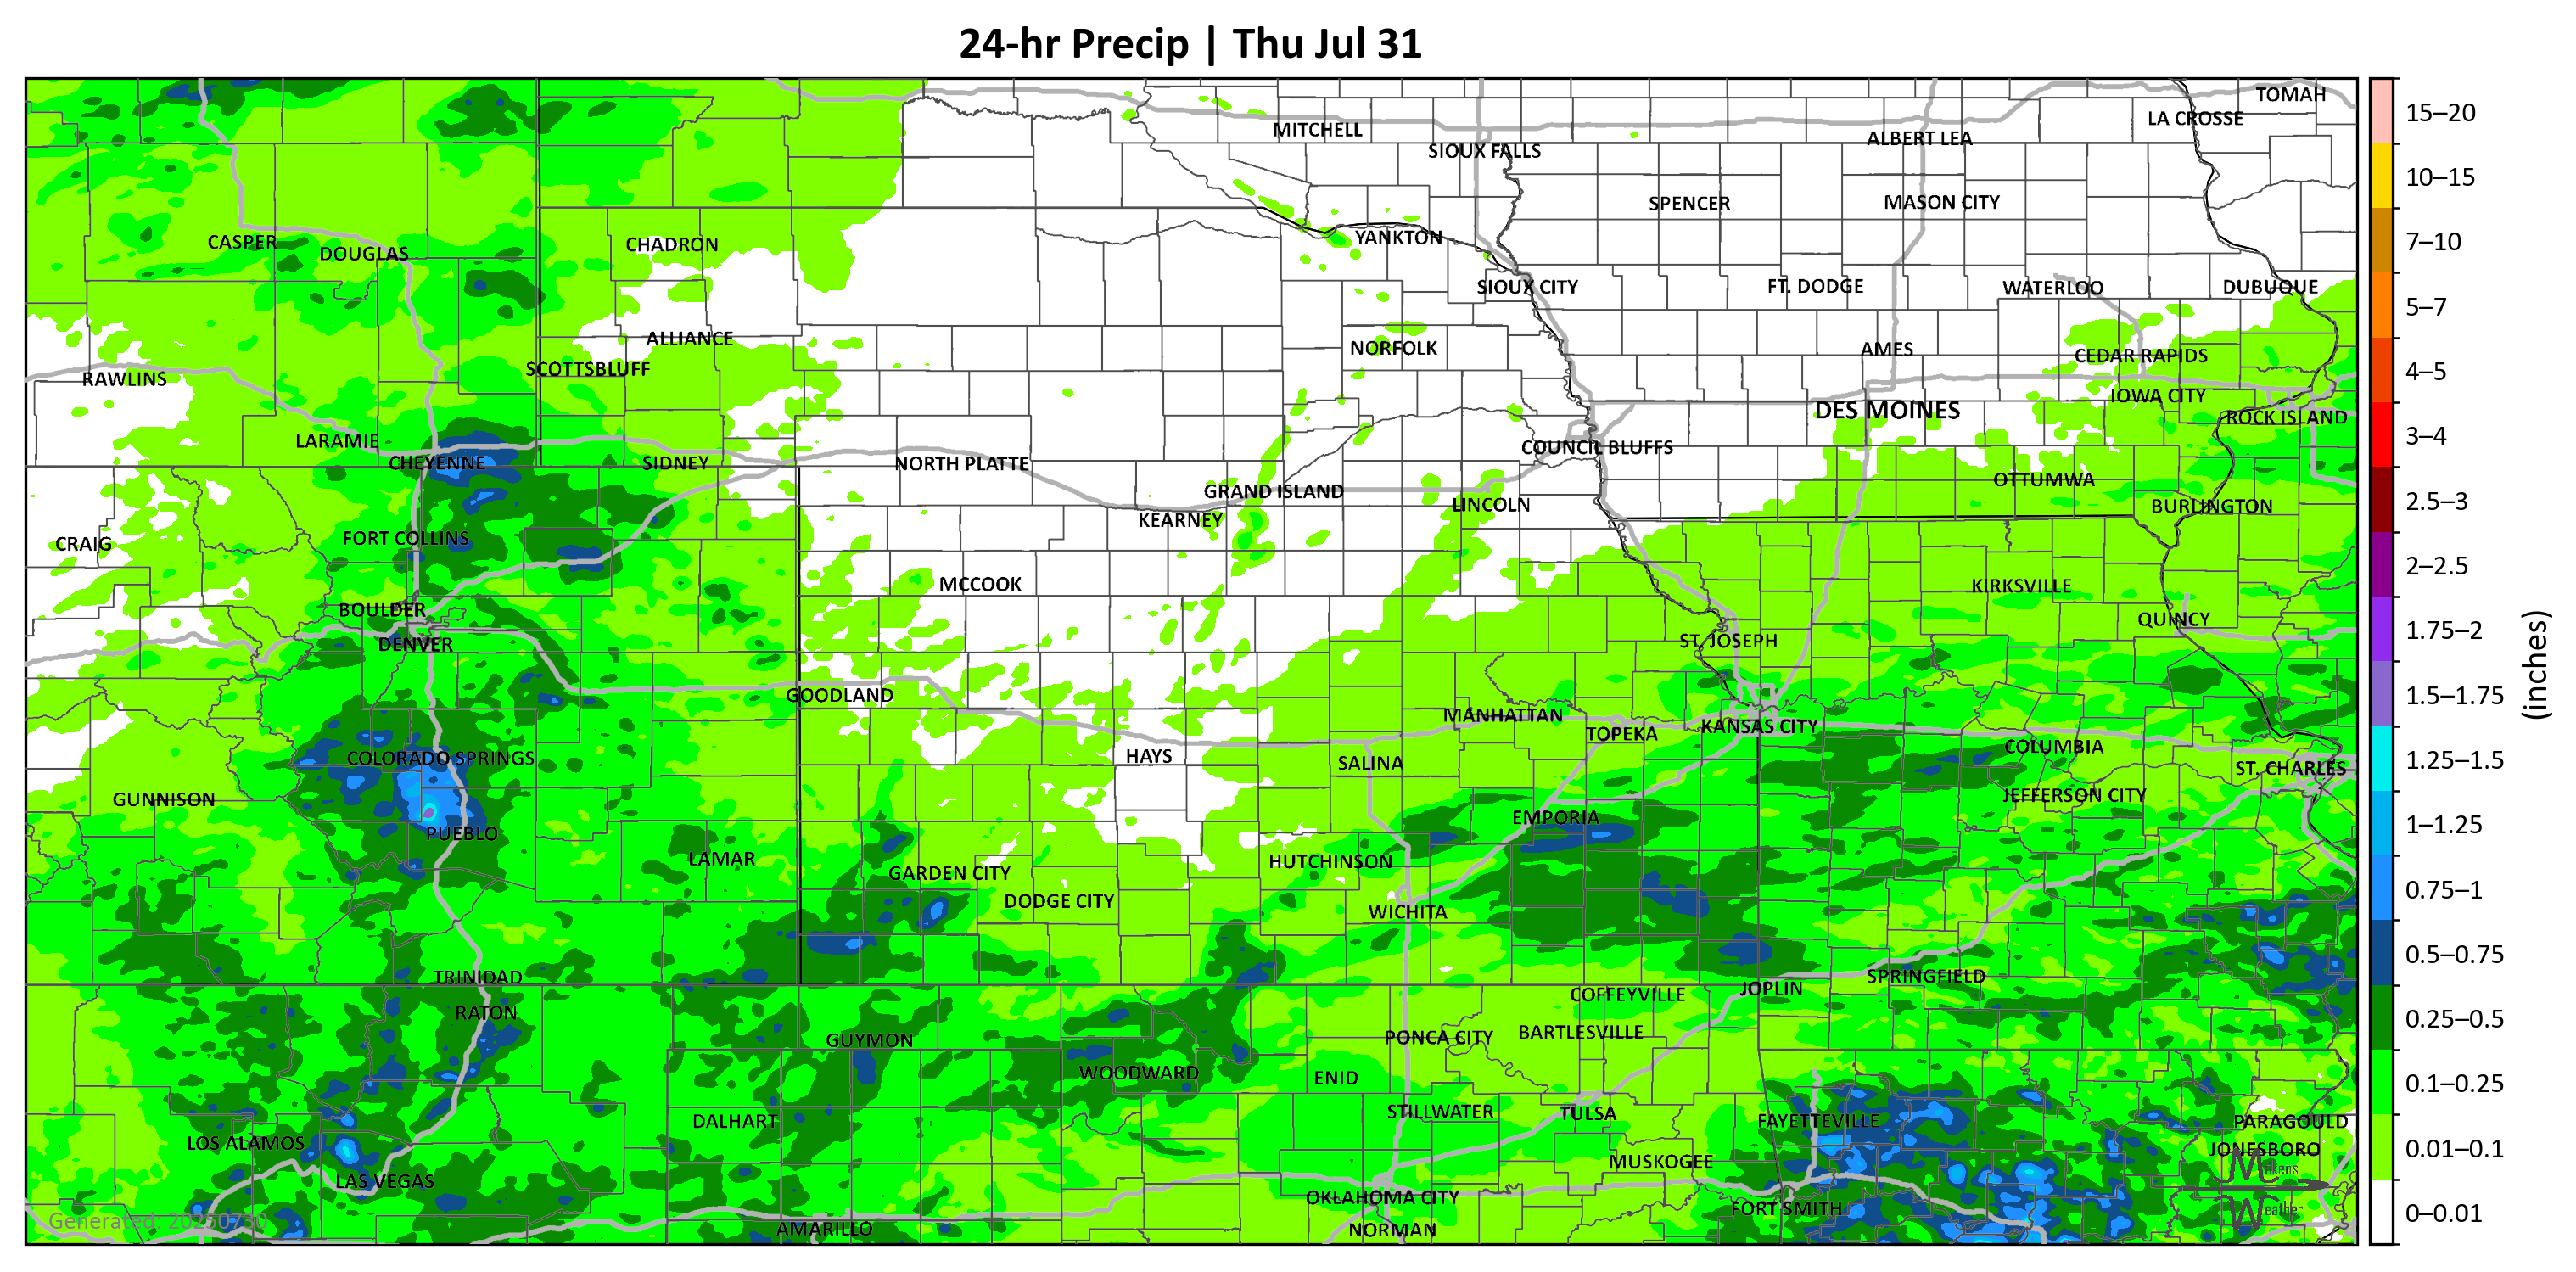 24-hr Precip | Thu Jul 31
TOMAH
LA CROSSE
MITCHELL
ALBERT LEA
SIOUX FALLS
SPENCER
MASON CITY
CASPER
DOUGLAS
CHADRON
YANKTON
SIOUX CITY
FT. DODGE
WATERLOO
DUBUQUE
ALLIANCE
NORFOLK
AMES
CEDAR RAPIDS
RAWLINS
SCOTTSBLUFF
IOWA CITY
DES MOINES
ROCK ISLAND
LARAMIE
COUNCIL BLUFFS
CHEYENNE
SIDNEY
NORTH PLATTE
OTTUMWA
GRAND ISLAND
LINCOLN
BURLINGTON
KEARNEY
CRAIG
FORT COLLINS
MCCOOK
KIRKSVILLE
BOULDER
QUINCY
DENVER
ST. JOSEPH
GOODLAND
MANHATTAN
TOPEKA
KANSAS CITY
COLORADO SPRINGS
HAYS
SALINA
COLUMBIA
ST. CHARLES
GUNNISON
JEFFERSON CITY
PUEBLO
EMPORIA
LAMAR
GARDEN CITY
HUTCHINSON
DODGE CITY
WICHITA
TRINIDAD
SPRINGFIELD
JOPLIN
COFFEYVILLE
RATON
GUYMON
PONCA CITY
BARTLESVILLE
WOODWARD
ENID
DALHART
STILLWATER
TULSA
FAYETTEVILLE
PARAGOULD
LOS ALAMOS
JONESBORO
LAS VEGAS
MUSKOGEE
Makens
OKLAHOMA CITY
FORT SMITH
Weather
Generated: 20250730
AMARILLO
NORMAN
15–20
10–15
7–10
5–7
4–5
3–4
2.5–3
2–2.5
1.75–2
1.5–1.75
1.25–1.5
1–1.25
0.75–1
0.5–0.75
0.25–0.5
0.1–0.25
0.01–0.1
0–0.01
(inches)